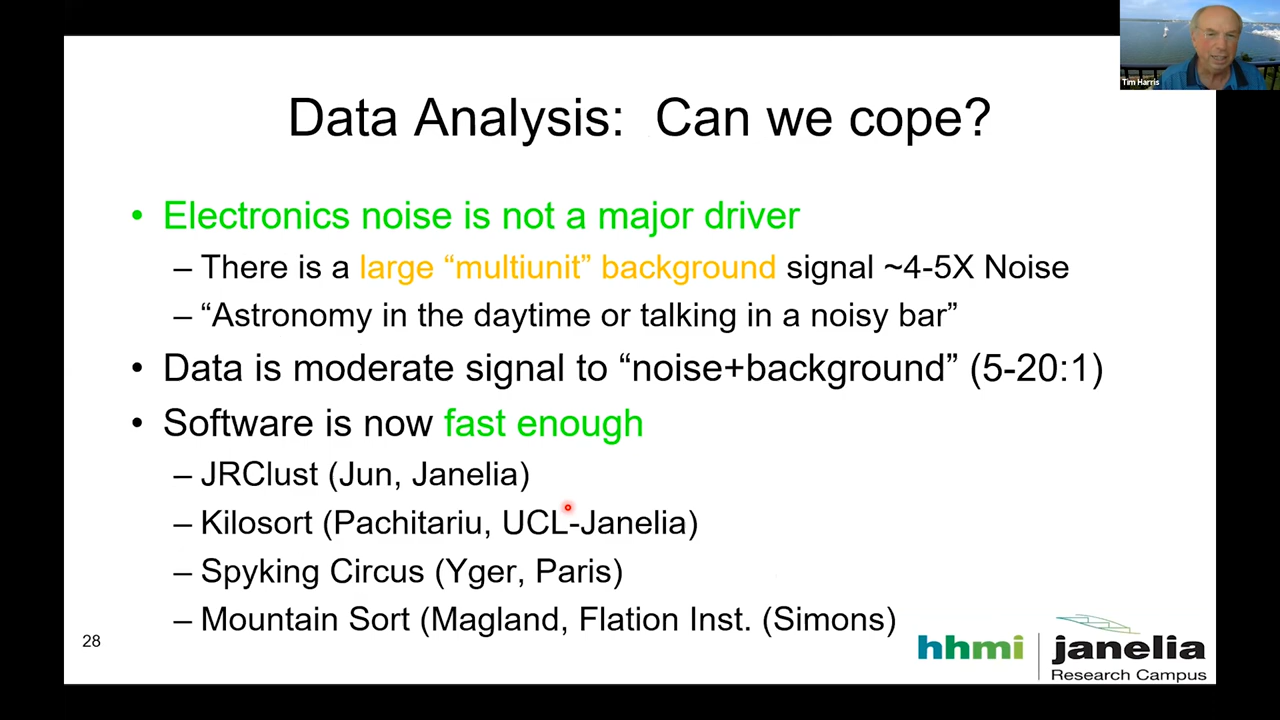 Tim Harris
Data Analysis: Can we cope?
• Electronics noise is not a major driver
– There is a large “multiunit” background signal ~4-5X Noise
– “Astronomy in the daytime or talking in a noisy bar”
• Data is moderate signal to “noise+background” (5-20:1)
• Software is now fast enough
– JRClust (Jun, Janelia)
– Kilosort (Pachitariu, UCL-Janelia)
– Spyking Circus (Yger, Paris)
– Mountain Sort (Magland, Flation Inst. (Simons)
28
hhmi
janelia
Research Campus